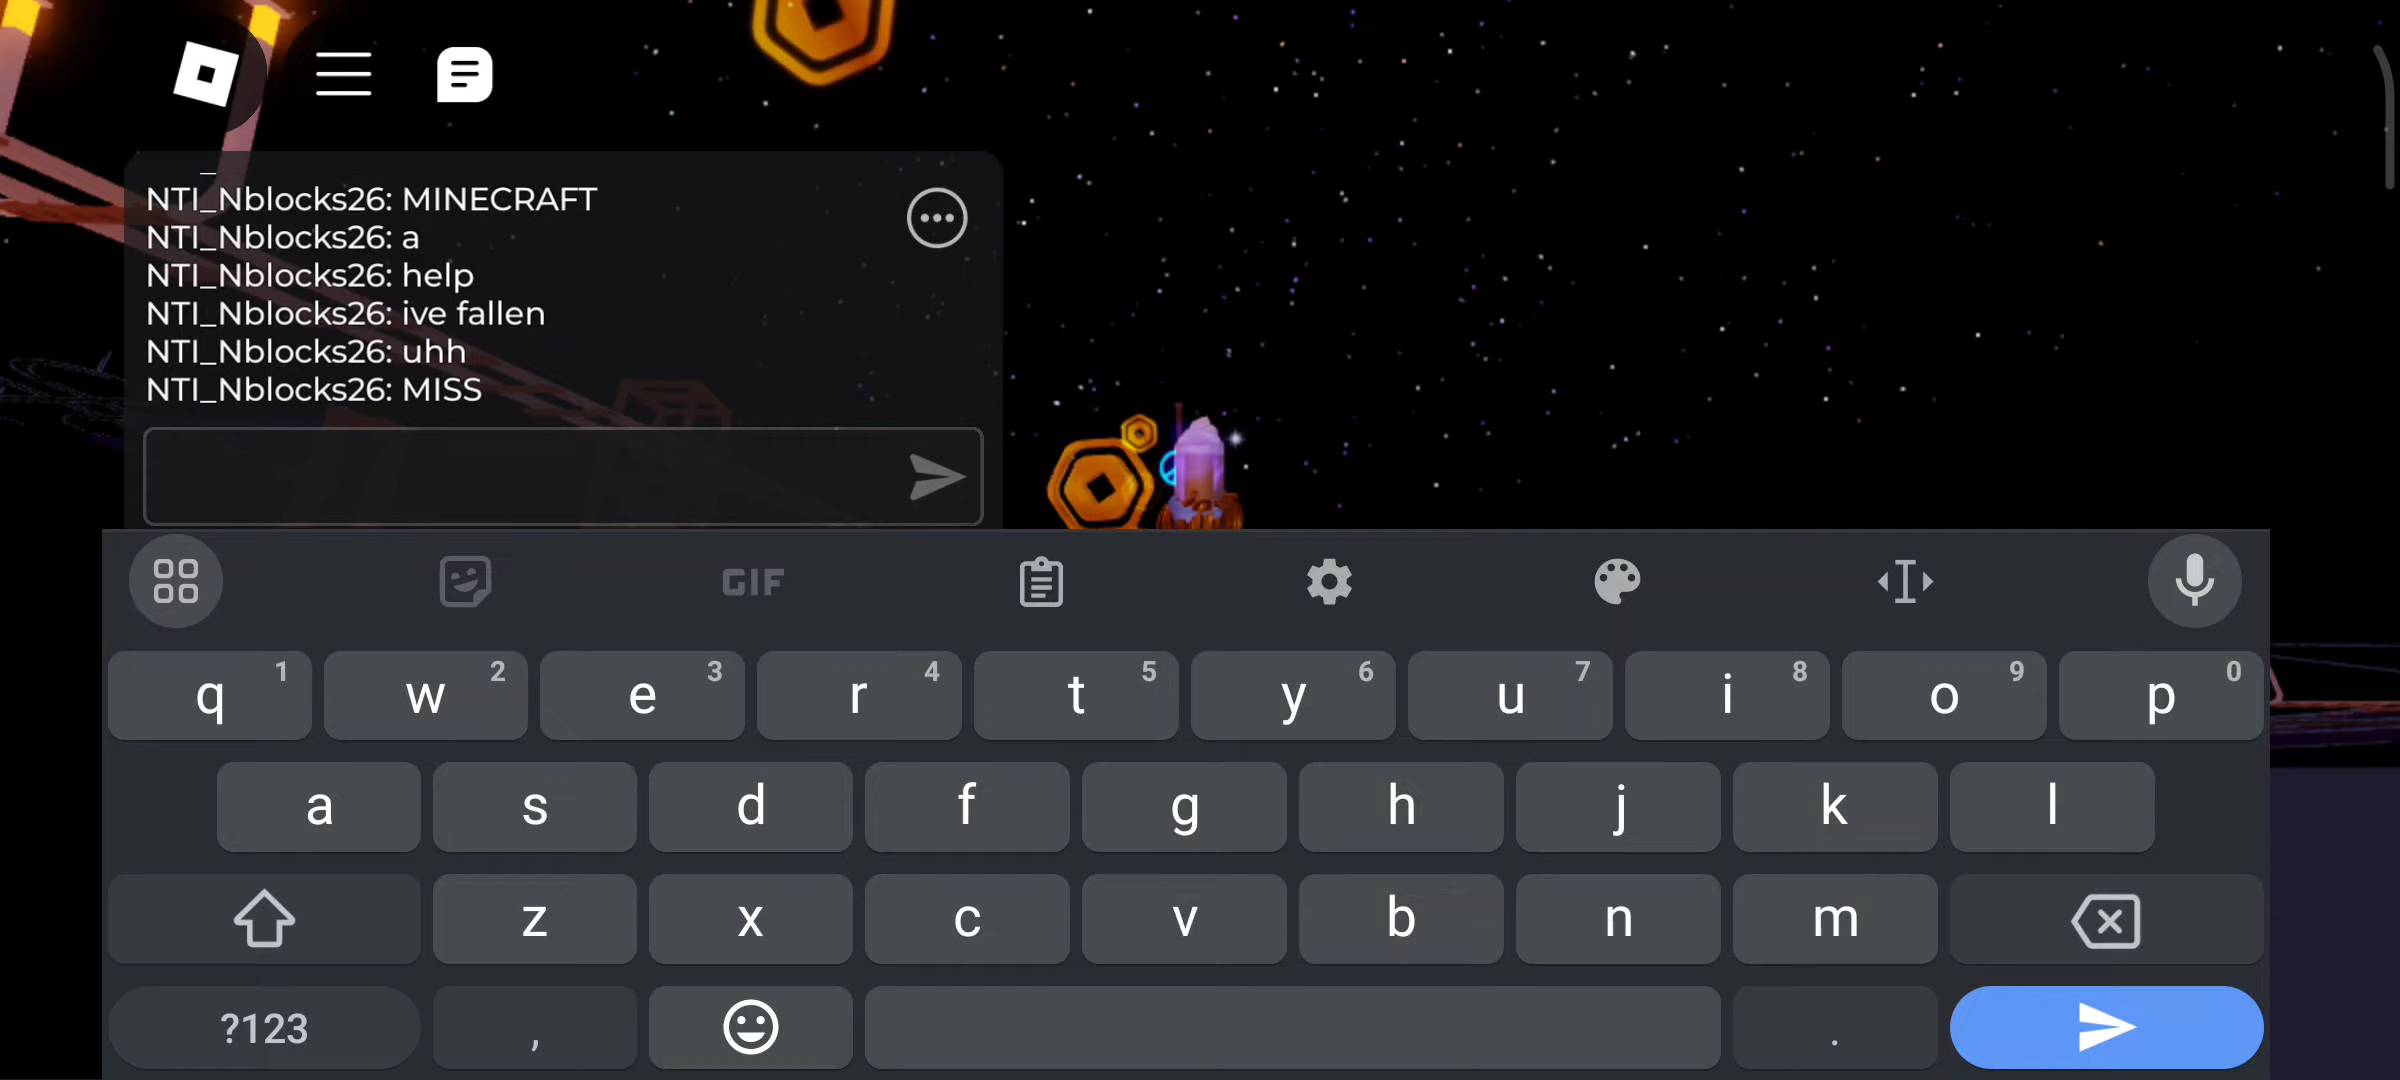 NTI_Nblocks26: MINECRAFT
NTI_Nblocks26: a
NTI_Nblocks26: help
NTI_Nblocks26: ive fallen
NTI_Nblocks26: uhh
NTI_Nblocks26: MISS
GIF
q 1 w 2 e 3 r 4 t 5 y 6 u 7 i 8 o 9 p 0
a s d f g h j k l
z x c v b n m
?123 , .